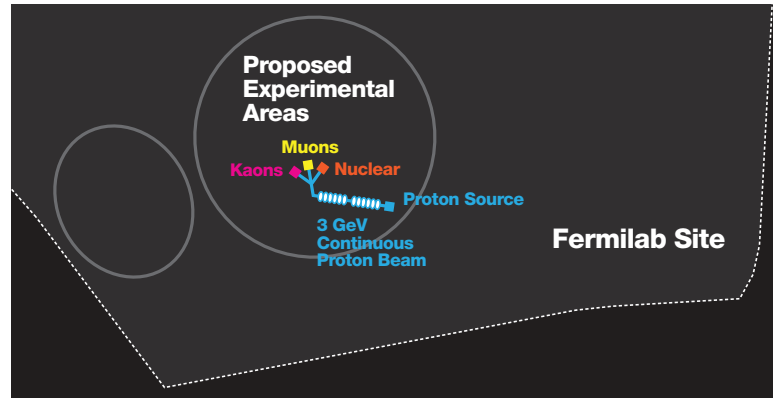 Proposed
Experimental
Areas
Muons
Kaons
Nuclear
Proton Source
3 GeV
Continuous
Proton Beam
Fermilab Site